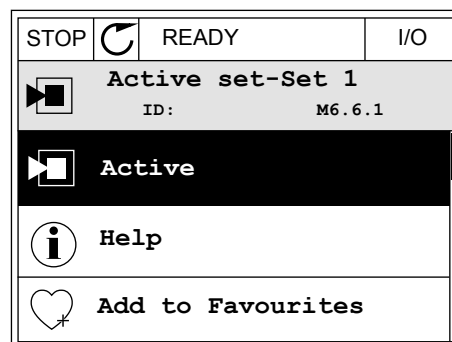 STOP READY I/O
Active set-Set 1
ID: M6.6.1
Active
Help
Add to Favourites